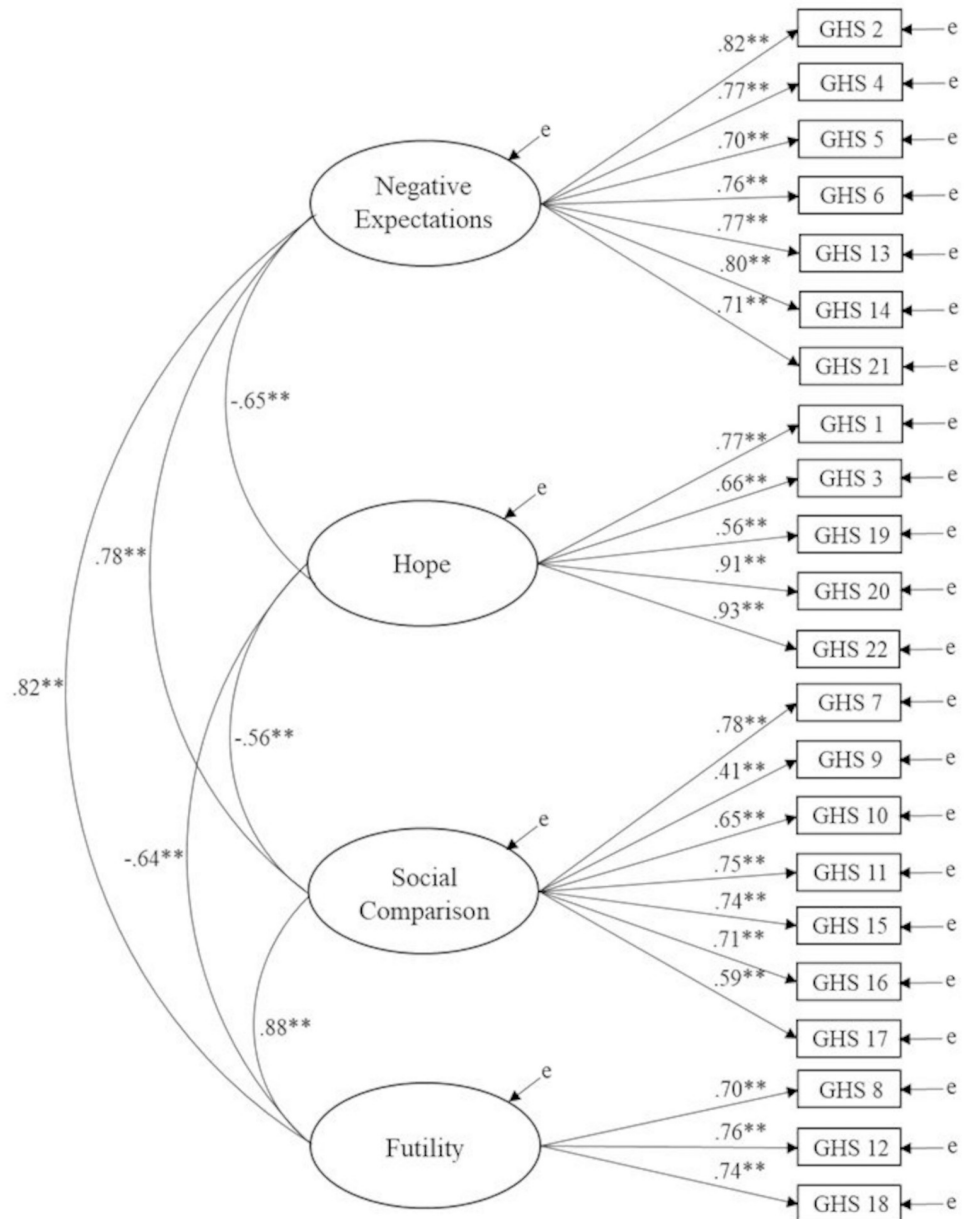 GHS 2
e
.82**
GHS 4
e
.77**
e
GHS 5
e
.70**
Negative
Expectations
GHS 6
e
.76**
GHS 13
e
.77**
GHS 14
e
.80**
GHS 21
e
.71**
-.65**
GHS 1
e
.77**
GHS 3
e
.66**
e
GHS 19
e
.56**
Hope
GHS 20
e
.91**
GHS 22
e
.93**
.78**
.82**
-.56**
GHS 7
e
.78**
GHS 9
e
.41**
GHS 10
e
.65**
e
-.64**
GHS 11
e
.75**
Social
Comparison
GHS 15
e
.74**
GHS 16
e
.71**
GHS 17
e
.59**
.88**
GHS 8
e
.70**
e
Futility
GHS 12
e
.76**
GHS 18
e
.74**